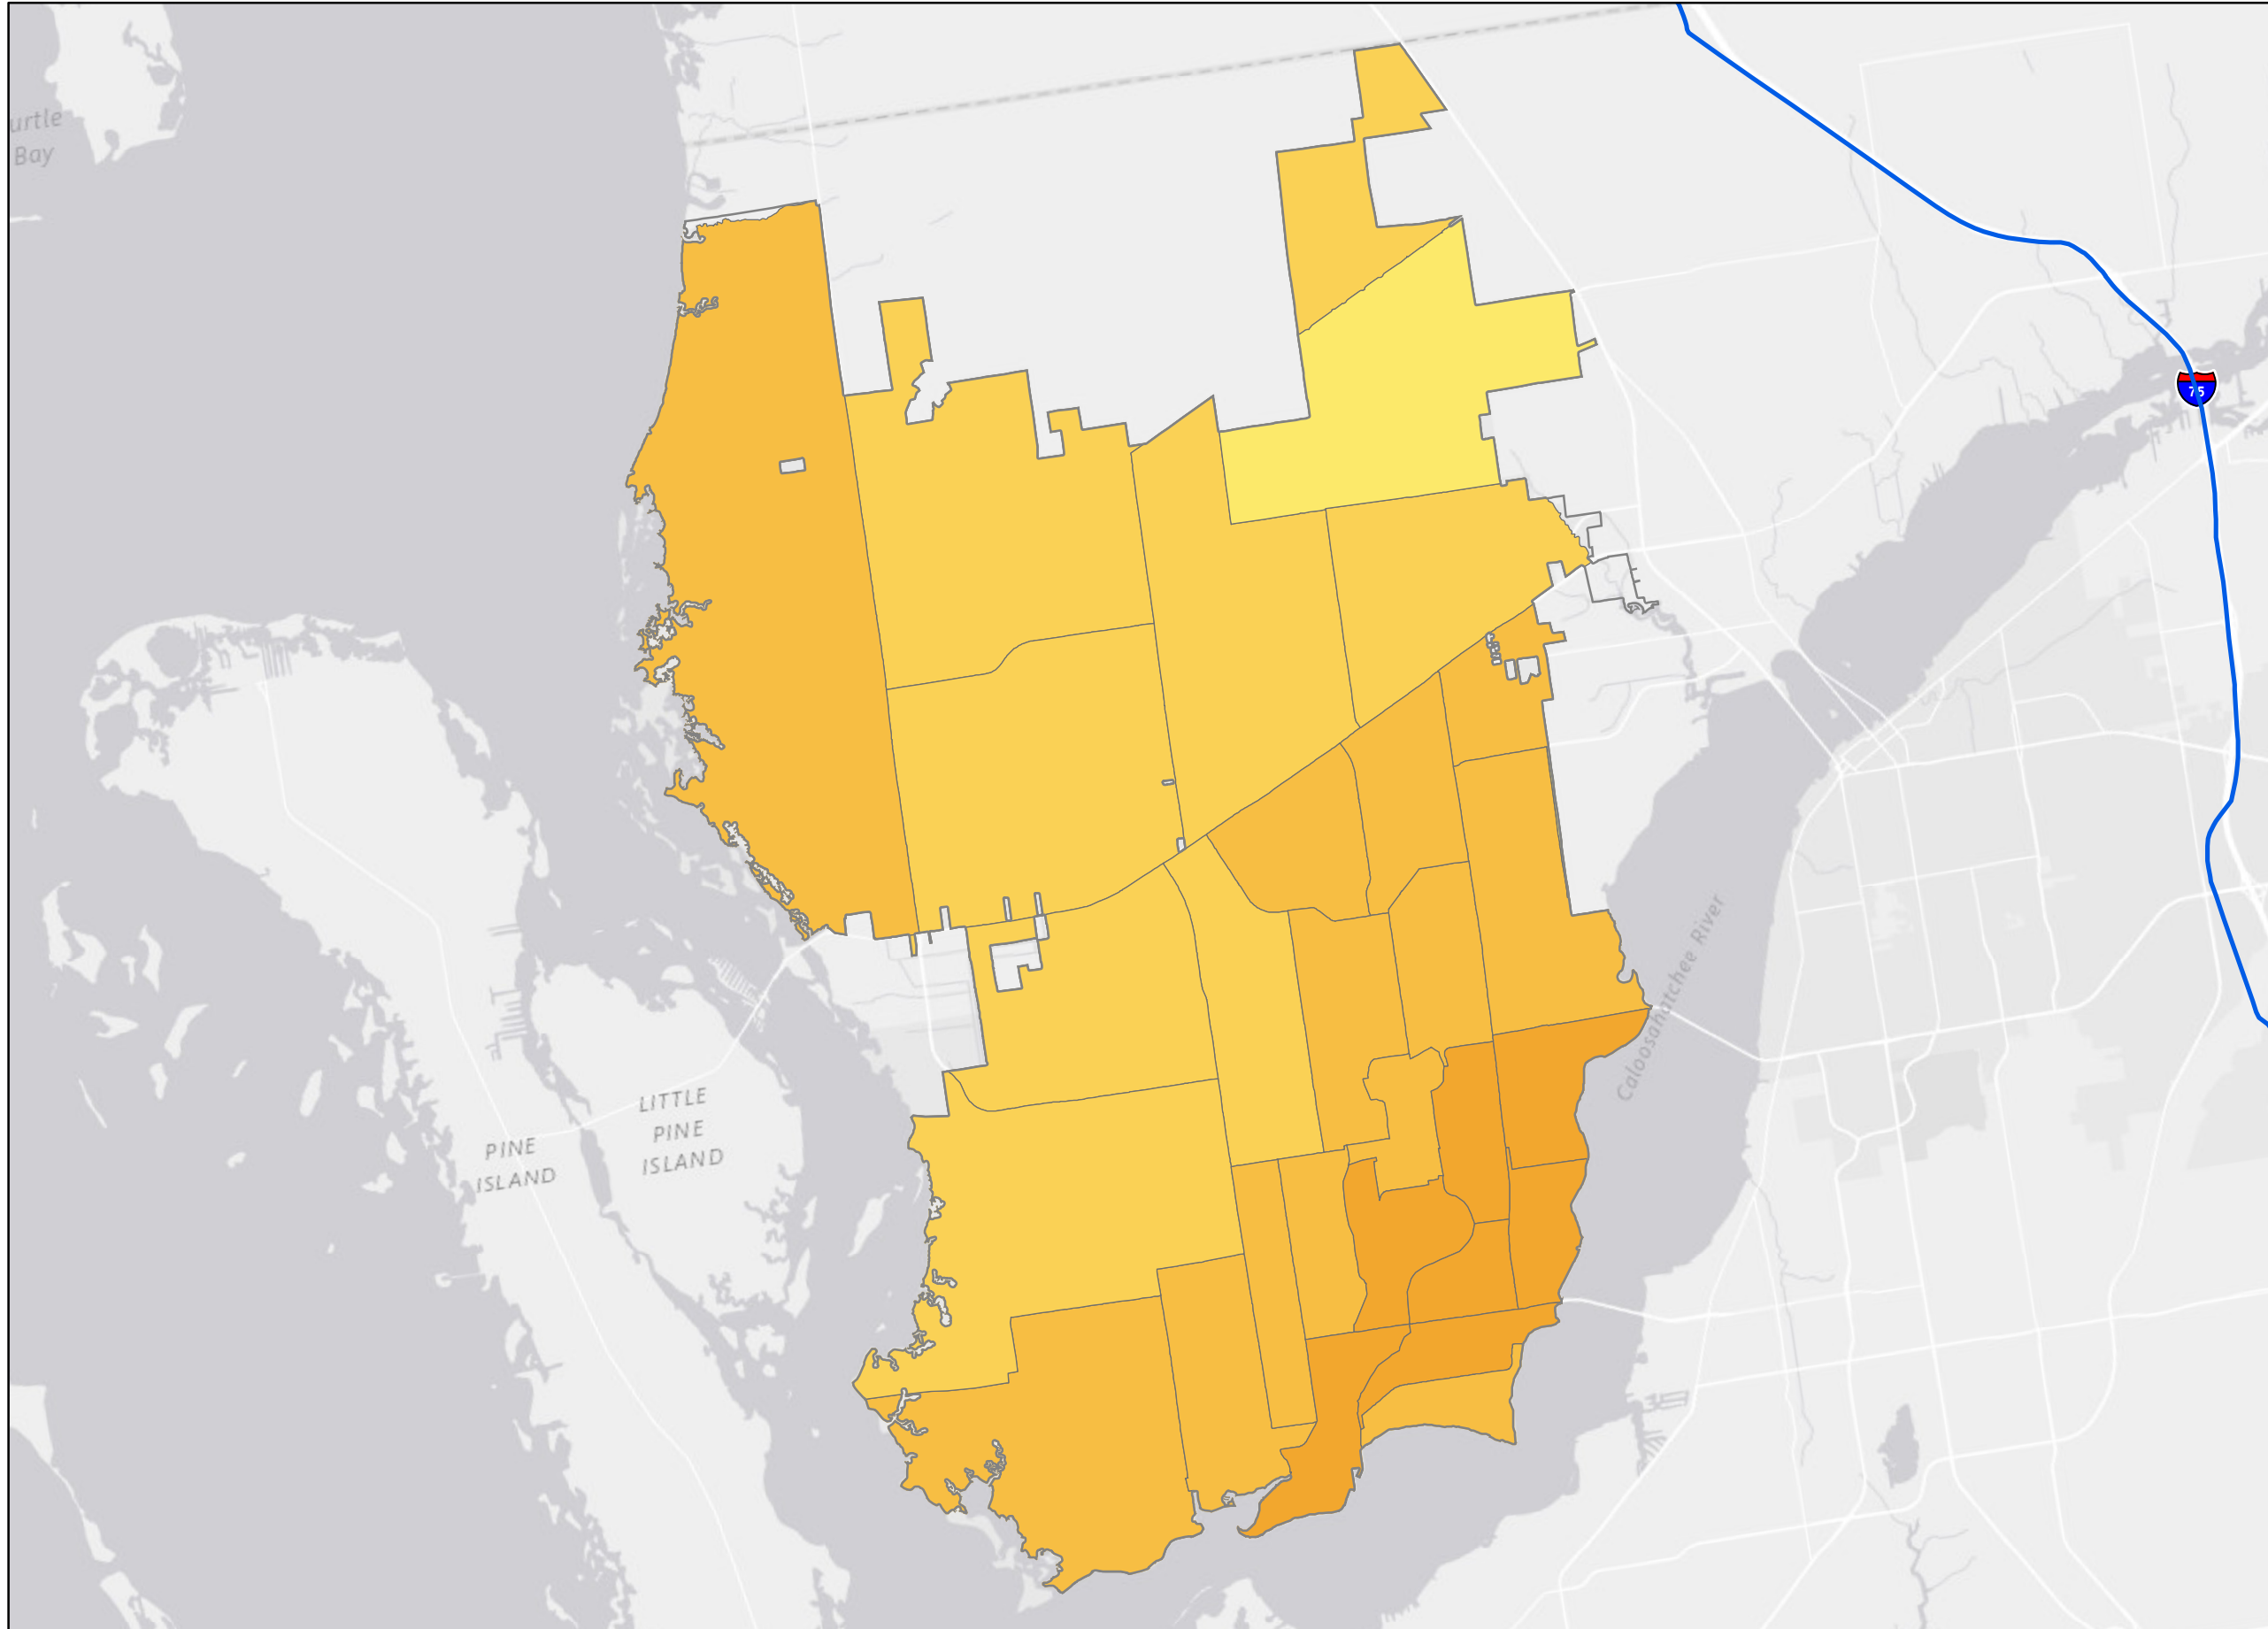 urtle
Bay
75
Caloosahatchee River
LITTLE
PINE
ISLAND
PINE
ISLAND